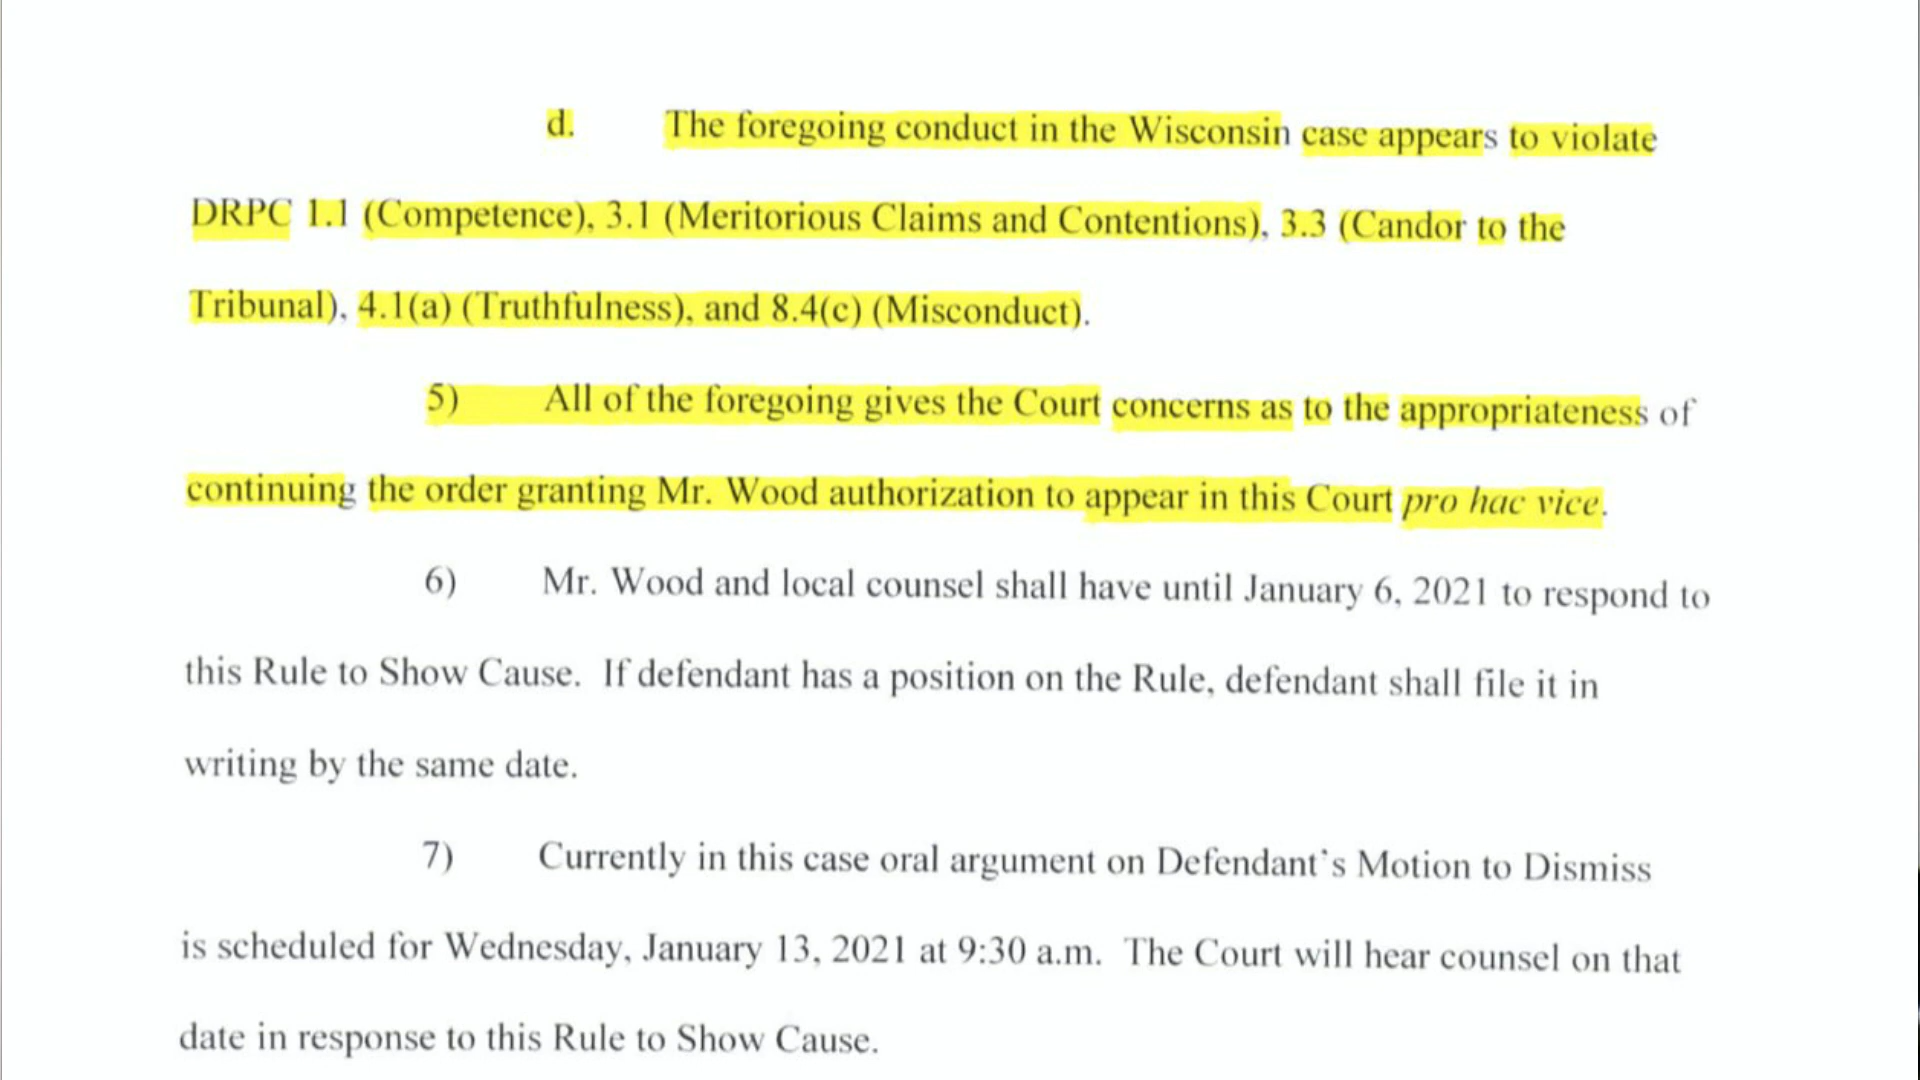 d. The foregoing conduct in the Wisconsin case appears to violate
DRPC 1.1 (Competence), 3.1 (Meritorious Claims and Contentions), 3.3 (Candor to the
Tribunal), 4.1(a) (Truthfulness), and 8.4(c) (Misconduct).
5) All of the foregoing gives the Court concerns as to the appropriateness of
continuing the order granting Mr. Wood authorization to appear in this Court pro hac vice.
6) Mr. Wood and local counsel shall have until January 6, 2021 to respond to
this Rule to Show Cause. If defendant has a position on the Rule, defendant shall file it in
writing by the same date.
7) Currently in this case oral argument on Defendant's Motion to Dismiss
is scheduled for Wednesday, January 13, 2021 at 9:30 a.m. The Court will hear counsel on that
date in response to this Rule to Show Cause.